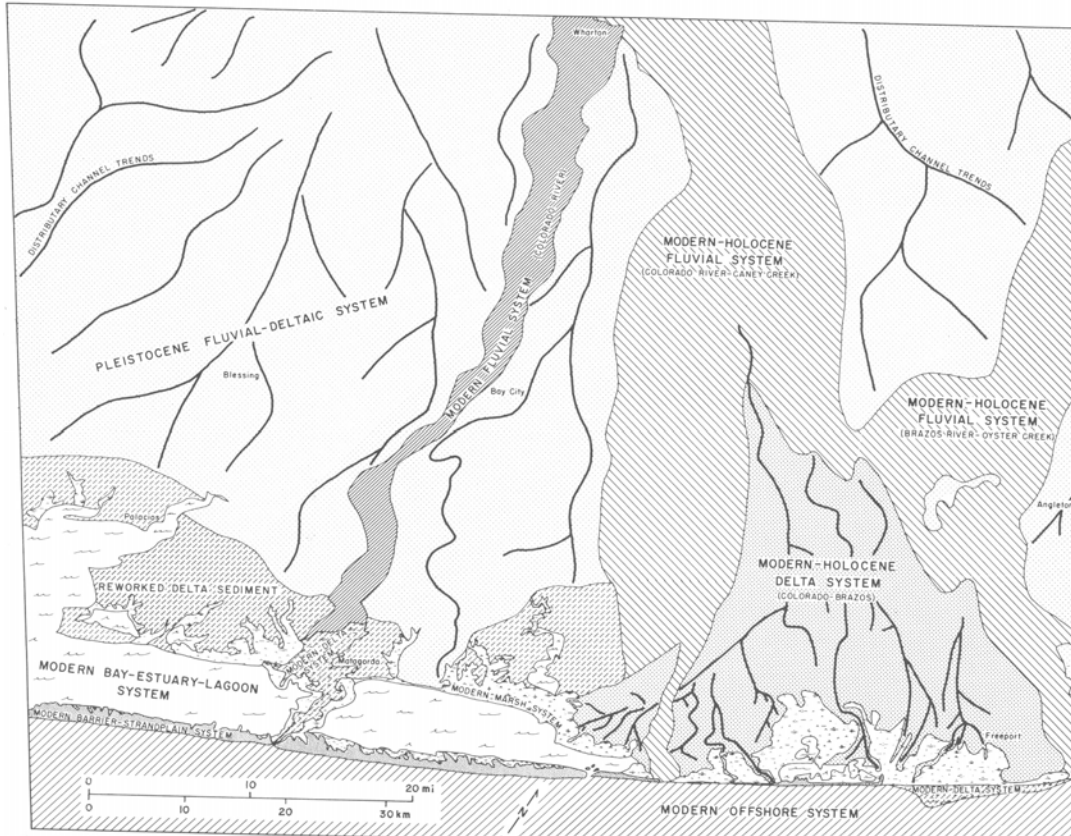 Wharton
DISTRIBUTARY CHANNEL TRENDS
DISTRIBUTARY CHANNEL TRENDS
MODERN FLUVIAL SYSTEM (COLORADO RIVER)
MODERN-HOLOCENE
FLUVIAL SYSTEM
(COLORADO RIVER-CANEY CREEK)
PLEISTOCENE FLUVIAL-DELTAIC SYSTEM
Blessing
Bay City
MODERN-HOLOCENE
FLUVIAL SYSTEM
(BRAZOS RIVER-OYSTER CREEK)
Angleton
Palacios
REWORKED DELTA SEDIMENT
MODERN-HOLOCENE
DELTA SYSTEM
(COLORADO-BRAZOS)
MODERN DELTA
SYSTEM
Matagorda
MODERN BAY-ESTUARY-LAGOON
SYSTEM
MODERN-MARSH-SYSTEM
MODERN BARRIER-STRANDPLAIN SYSTEM
Freeport
MODERN-DELTA-SYSTEM
0 10 20 mi
0 10 20 30 km
N
MODERN OFFSHORE SYSTEM